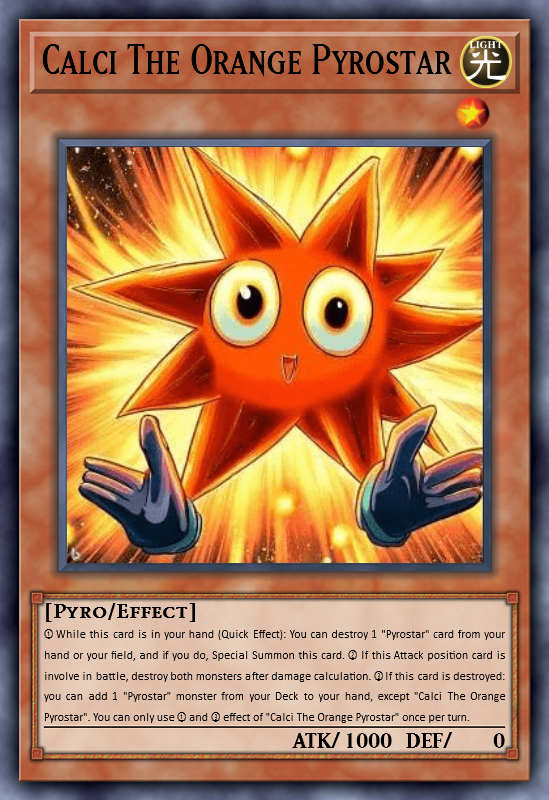 Calci The Orange Pyrostar
LIGHT
光
[Pyro/Effect]
① While this card is in your hand (Quick Effect): You can destroy 1 "Pyrostar" card from your
hand or your field, and if you do, Special Summon this card. ② If this Attack position card is
involve in battle, destroy both monsters after damage calculation. ③ If this card is destroyed:
you can add 1 "Pyrostar" monster from your Deck to your hand, except "Calci The Orange
Pyrostar". You can only use ① and ③ effect of "Calci The Orange Pyrostar" once per turn.
ATK/ 1000 DEF/ 0